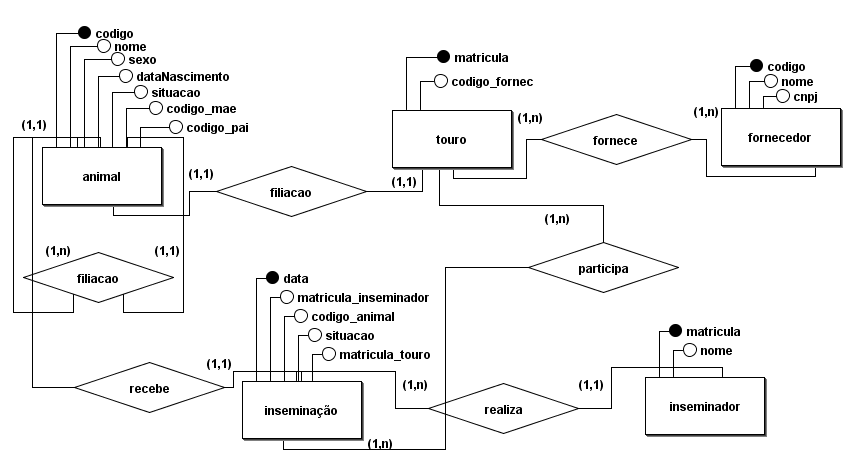 codigo
nome
sexo
dataNascimento
situacao
codigo_mae
codigo_pai
(1,1)
animal
(1,1)
filiacao
(1,1)
matricula
codigo_fornec
touro
(1,n)
fornece
(1,n)
codigo
nome
cnpj
fornecedor
(1,n)
(1,1)
filiacao
(1,n)
participa
data
matricula_inseminador
codigo_animal
situacao
matricula_touro
inseminação
(1,1)
recebe
(1,n)
realiza
(1,1)
matricula
nome
inseminador
(1,n)